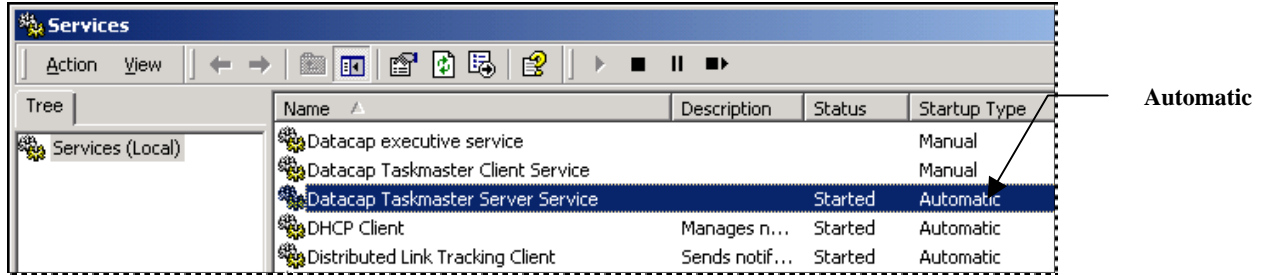 Services
Action View
Tree
Name Description Status Startup Type
Automatic
Services (Local)
Datacap executive service Manual
Datacap Taskmaster Client Service Manual
Datacap Taskmaster Server Service Started Automatic
DHCP Client Manages n... Started Automatic
Distributed Link Tracking Client Sends notif... Started Automatic